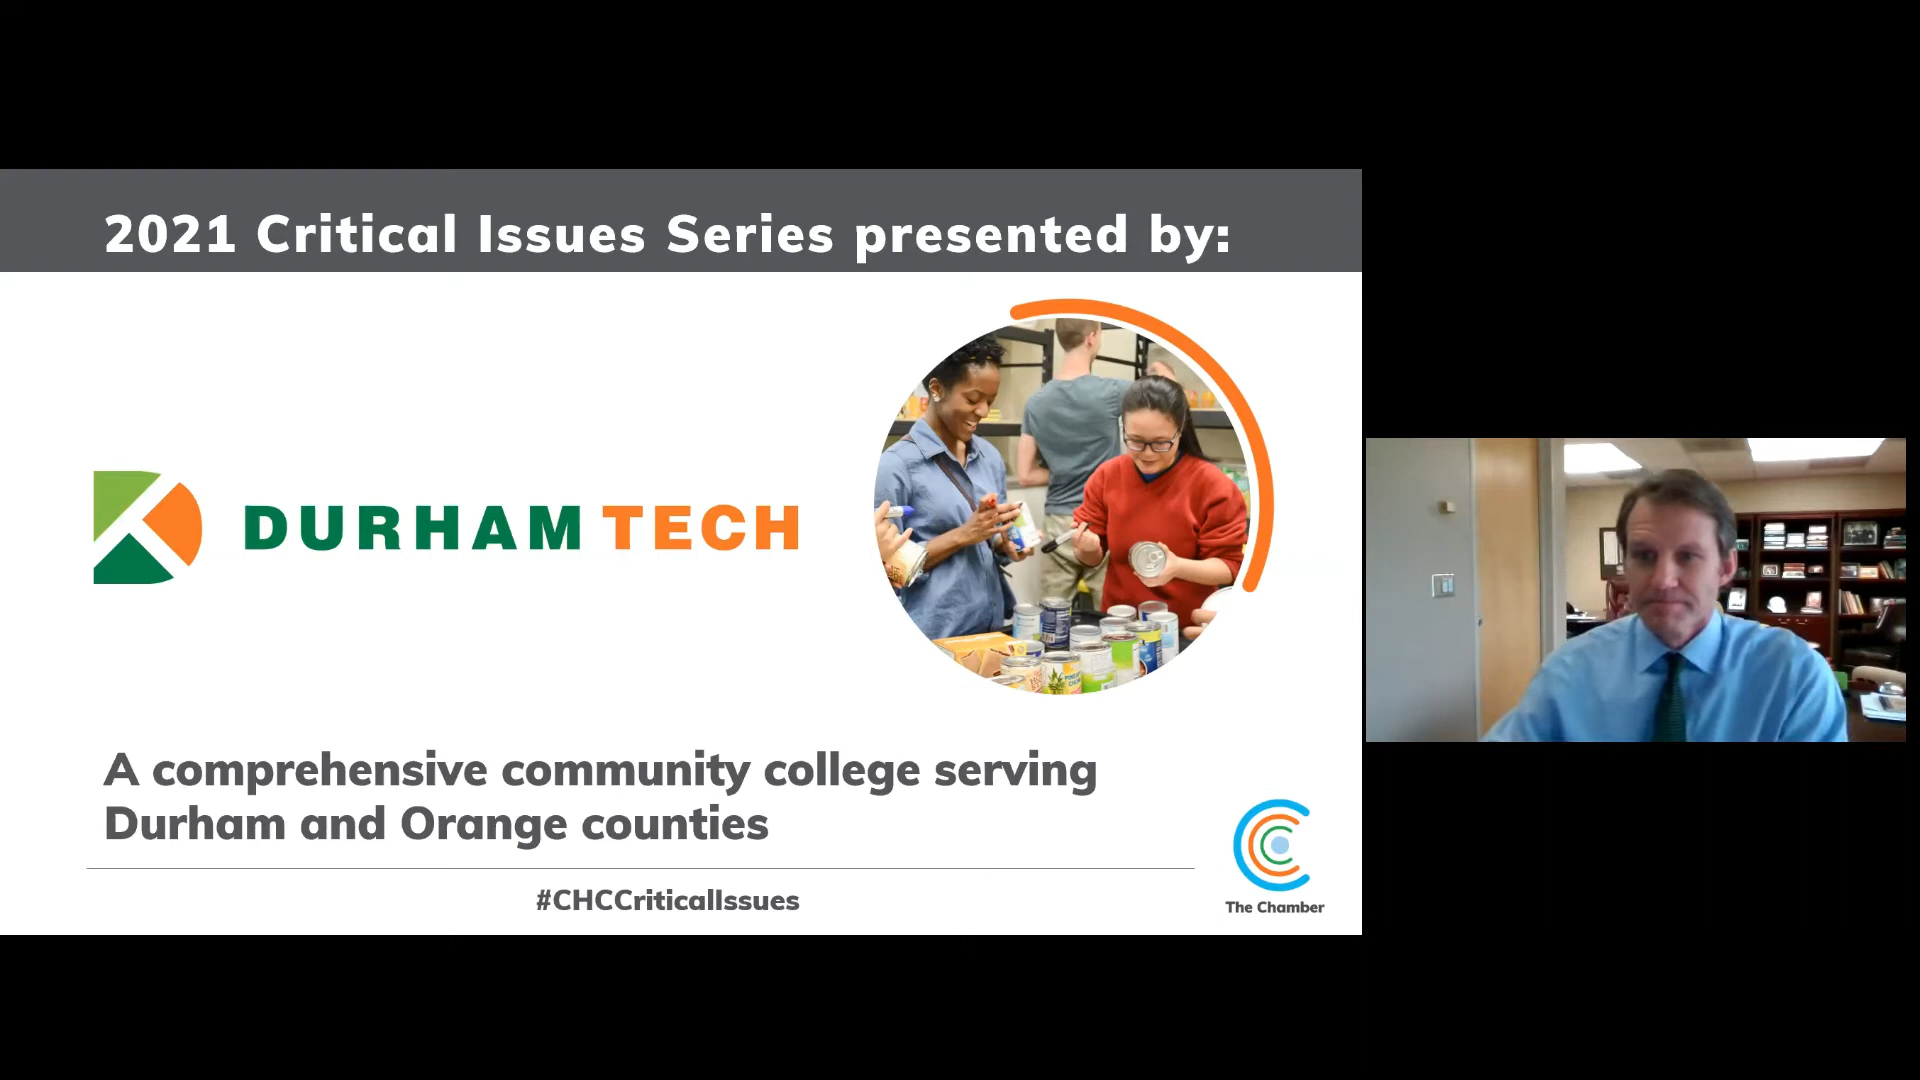 2021 Critical Issues Series presented by:
DURHAM TECH
A comprehensive community college serving
Durham and Orange counties
#CHCCriticalIssues
The Chamber